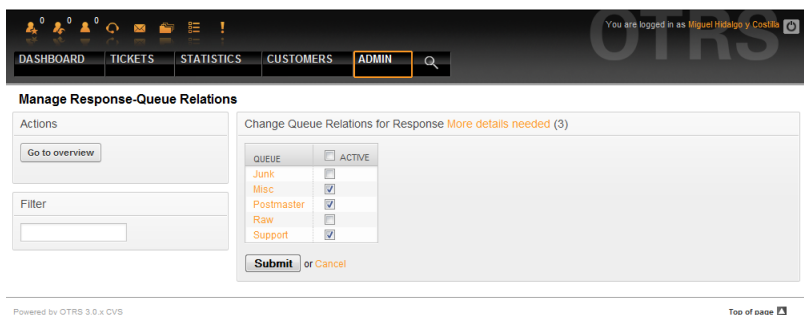 0 0 0
You are logged in as Miguel Hidalgo y Costilla
OTRS
DASHBOARD TICKETS STATISTICS CUSTOMERS ADMIN
Manage Response-Queue Relations
Actions
Go to overview
Filter
Change Queue Relations for Response More details needed (3)
QUEUE ACTIVE
Junk
Misc
Postmaster
Raw
Support
Submit or Cancel
Powered by OTRS 3.0.x CVS
Top of page